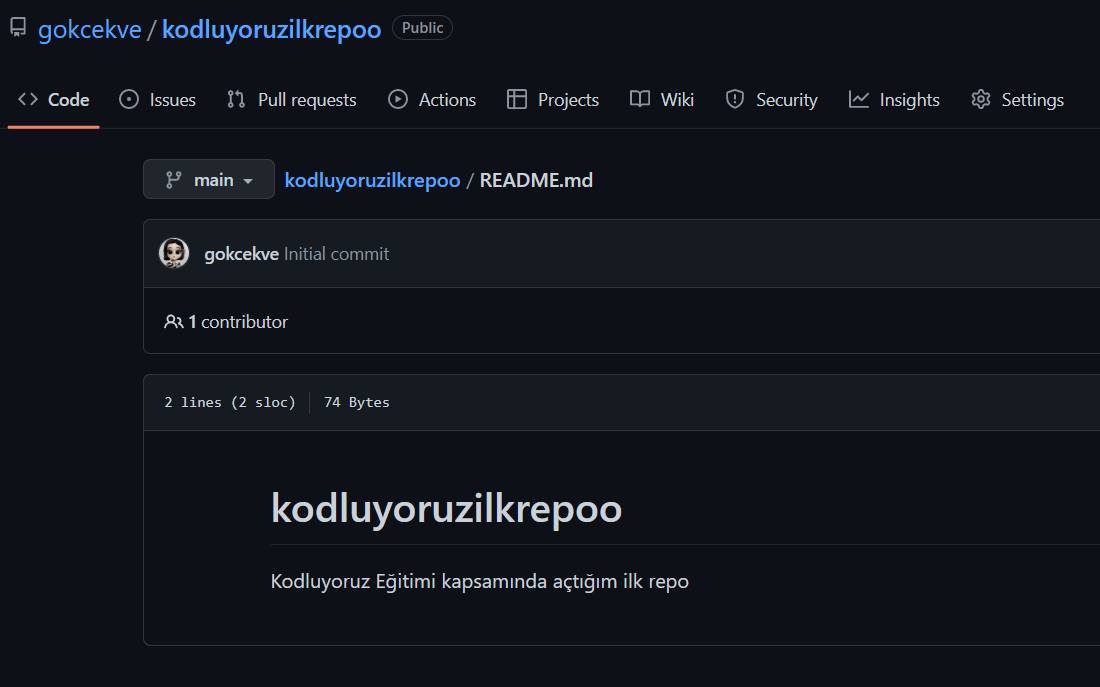 gokcekve / kodluyoruzilkrepoo Public
Code Issues Pull requests Actions Projects Wiki Security Insights Settings
main kodluyoruzilkrepoo / README.md
gokcekve Initial commit
1 contributor
2 lines (2 sloc) 74 Bytes
kodluyoruzilkrepoo
Kodluyoruz Eğitimi kapsamında açtığım ilk repo